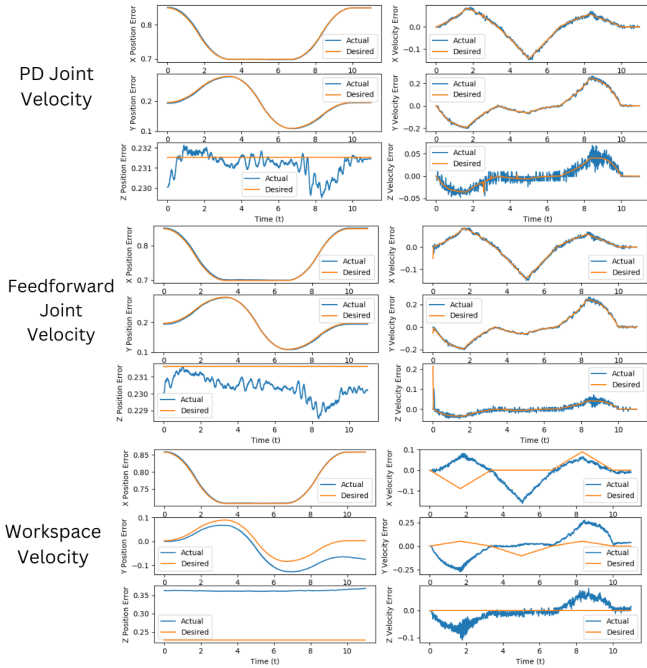 PD Joint
Velocity
X Position Error
0.8
0.7
Actual
Desired
0 2 4 6 8 10
X Velocity Error
0.0
−0.1
Actual
Desired
0 2 4 6 8 10
Y Position Error
0.2
0.1
Actual
Desired
0 2 4 6 8 10
Y Velocity Error
0.2
0.0
−0.2
Actual
Desired
0 2 4 6 8 10
Z Position Error
0.232
0.231
0.230
Actual
Desired
0 2 4 6 8 10
Time (t)
Z Velocity Error
0.05
0.00
−0.05
Actual
Desired
0 2 4 6 8 10
Time (t)
Feedforward
Joint
Velocity
X Position Error
0.8
0.7
Actual
Desired
0 2 4 6 8 10
X Velocity Error
0.0
−0.1
Actual
Desired
0 2 4 6 8 10
Y Position Error
0.2
0.1
Actual
Desired
0 2 4 6 8 10
Y Velocity Error
0.2
0.0
−0.2
Actual
Desired
0 2 4 6 8 10
Z Position Error
0.231
0.230
0.229
Actual
Desired
0 2 4 6 8 10
Time (t)
Z Velocity Error
0.2
0.1
0.0
Actual
Desired
0 2 4 6 8 10
Time (t)
Workspace
Velocity
X Position Error
0.85
0.80
0.75
Actual
Desired
0 2 4 6 8 10
X Velocity Error
0.1
0.0
−0.1
Actual
Desired
0 2 4 6 8 10
Y Position Error
0.1
0.0
−0.1
Actual
Desired
0 2 4 6 8 10
Y Velocity Error
0.25
0.00
−0.25
Actual
Desired
0 2 4 6 8 10
Z Position Error
0.35
0.30
0.25
Actual
Desired
0 2 4 6 8 10
Time (t)
Z Velocity Error
0.0
−0.1
Actual
Desired
0 2 4 6 8 10
Time (t)